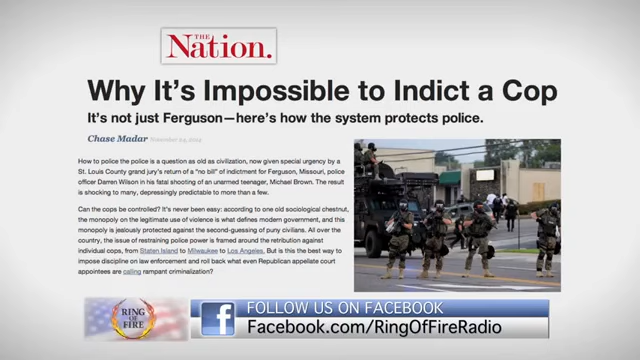 THE
Nation.
Why It's Impossible to Indict a Cop
It's not just Ferguson—here's how the system protects police.
Chase Madar November 24, 2014
How to police the police is a question as old as civilization, now given special urgency by a
St. Louis County grand jury's return of a "no bill" of indictment for Ferguson, Missouri, police
officer Darren Wilson in his fatal shooting of an unarmed teenager, Michael Brown. The result
is shocking to many, depressingly predictable to more than a few.
Can the cops be controlled? It's never been easy: according to one old sociological chestnut,
the monopoly on the legitimate use of violence is what defines modern government, and this
monopoly is jealously protected against the second-guessing of puny civilians. All over the
country, the issue of restraining police power is framed around the retribution against
individual cops, from Staten Island to Milwaukee to Los Angeles. But is this the best way to
impose discipline on law enforcement and roll back what even Republican appellate court
appointees are calling rampant criminalization?
RING
OF
FIRE
FOLLOW US ON FACEBOOK
Facebook.com/RingOfFireRadio